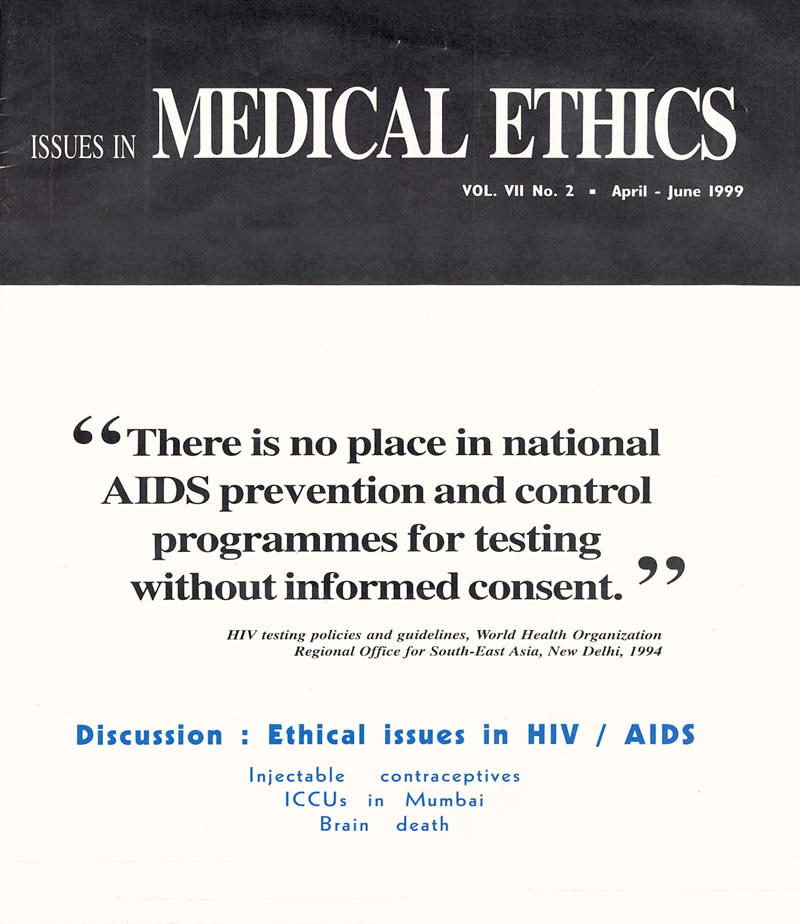 ISSUES IN MEDICAL ETHICS
VOL. VII No. 2 ▪ April - June 1999
“There is no place in national
AIDS prevention and control
programmes for testing
without informed consent.”
HIV testing policies and guidelines, World Health Organization
Regional Office for South-East Asia, New Delhi, 1994
Discussion : Ethical issues in HIV / AIDS
Injectable contraceptives
ICCUs in Mumbai
Brain death